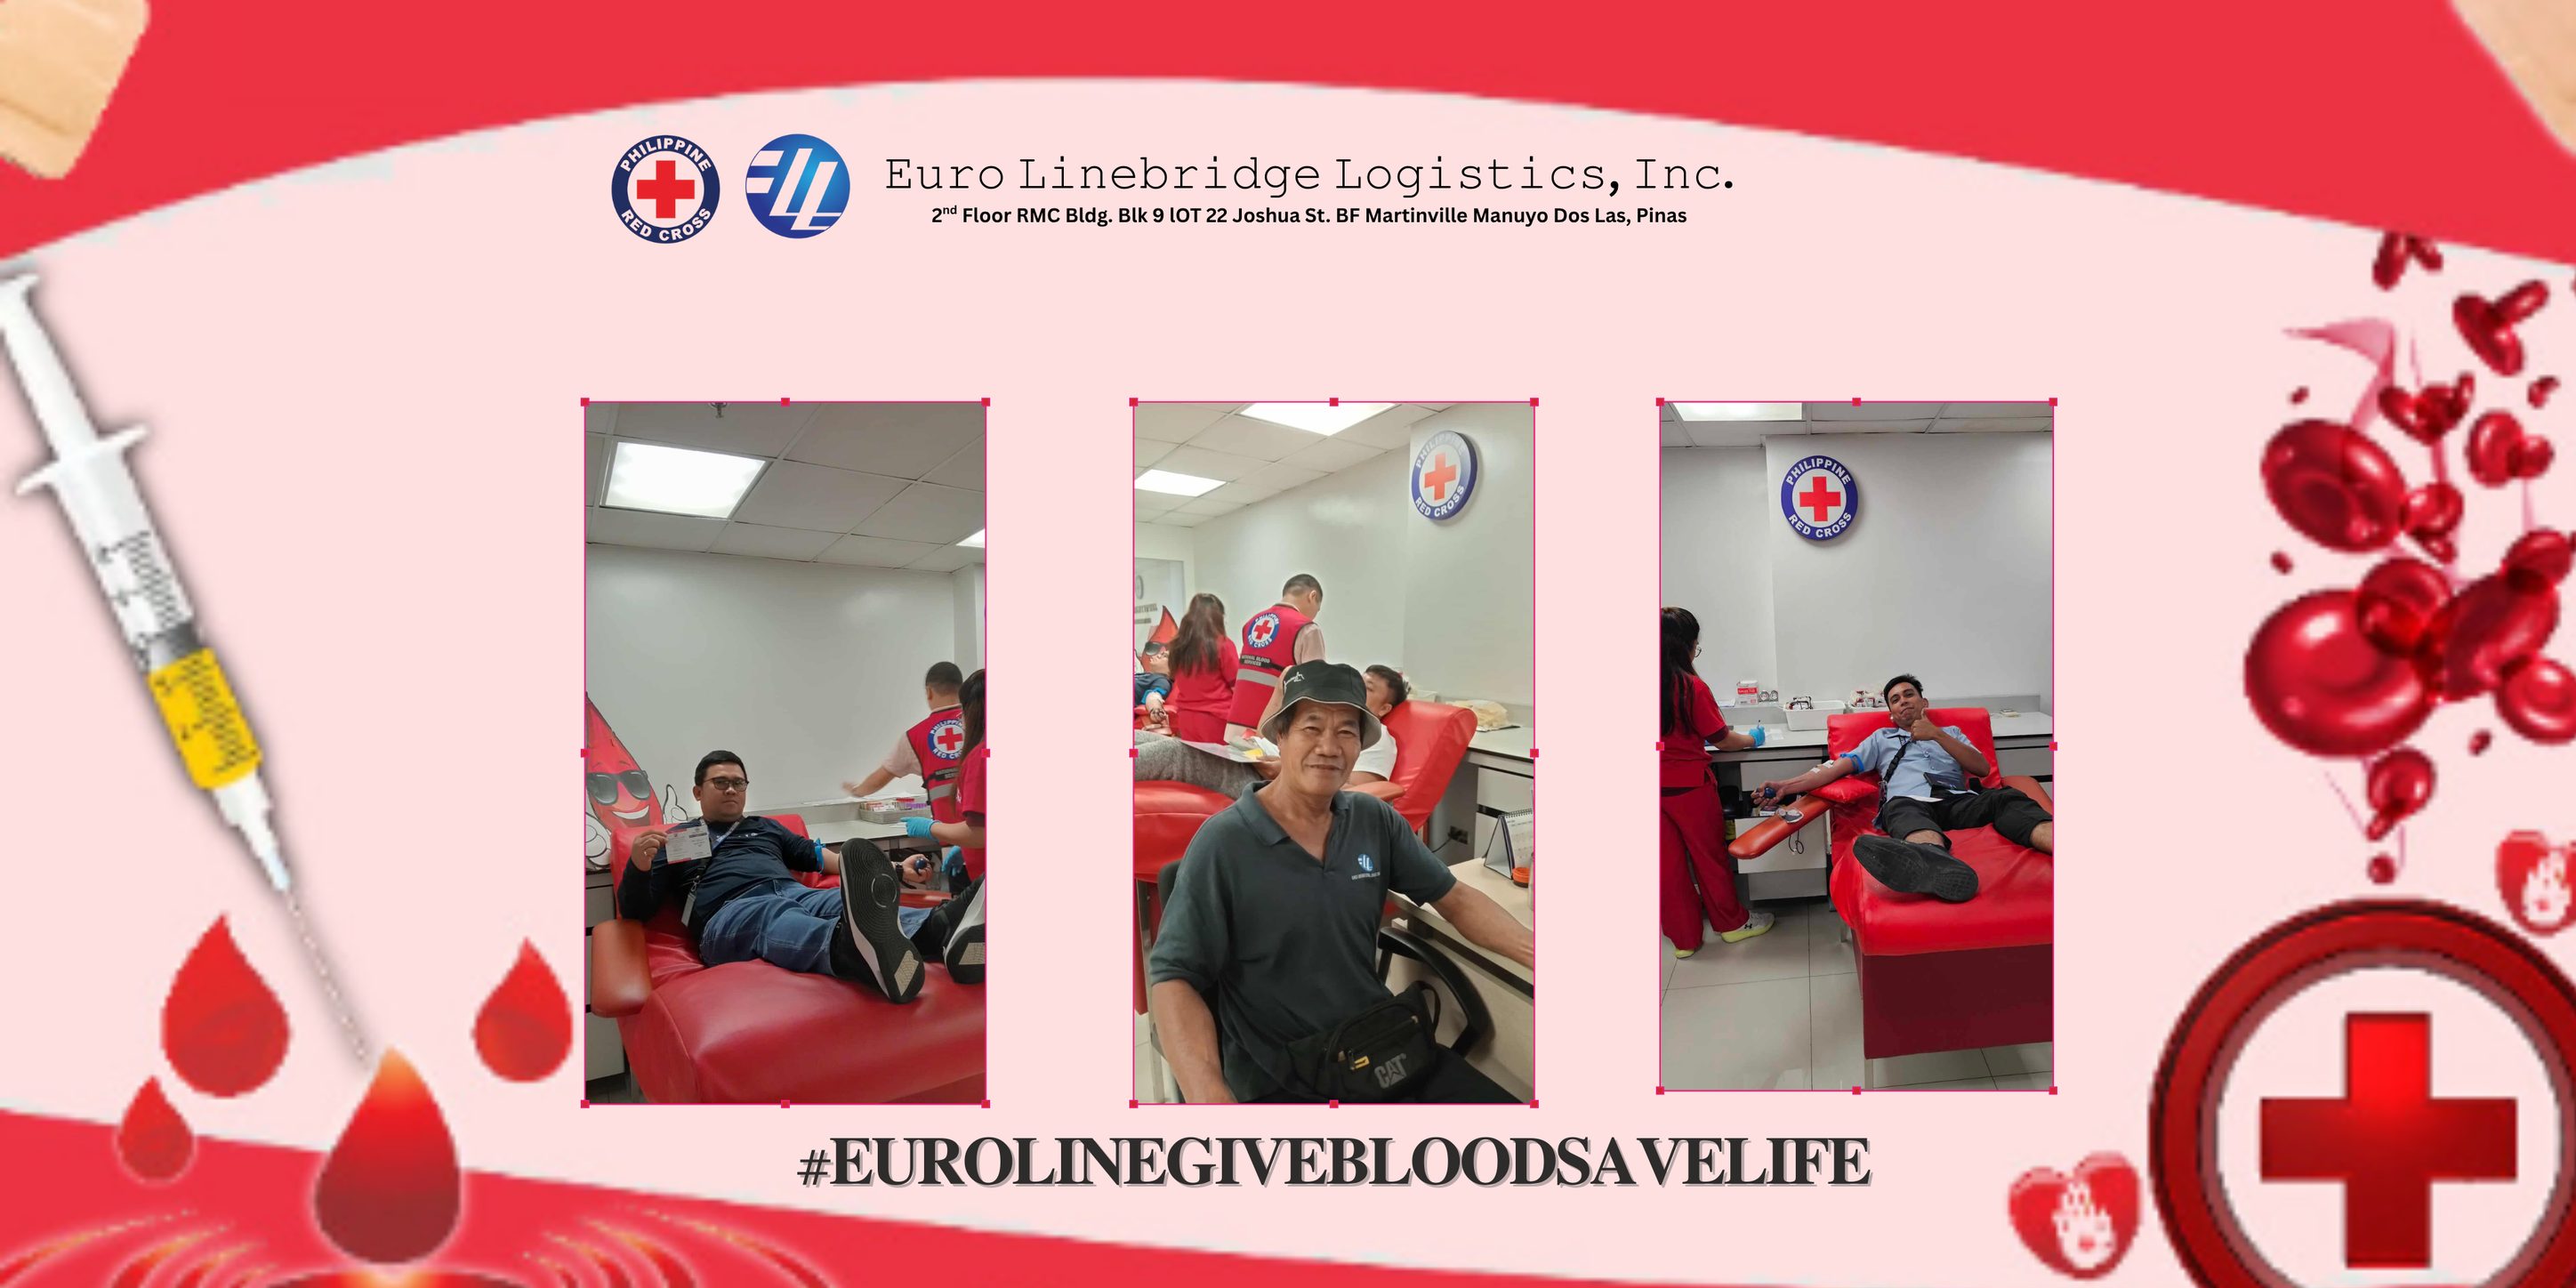 PHILIPPINE RED CROSS
Euro Linebridge Logistics, Inc.
2nd Floor RMC Bldg. Blk 9 lOT 22 Joshua St. BF Martinville Manuyo Dos Las, Pinas
PHILIPPINE RED CROSS
PHILIPPINE RED CROSS
CAT
#EUROLINEGIVEBLOODSAVELIFE